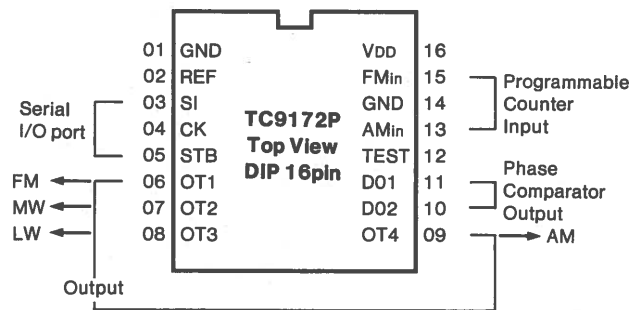 01 GND VDD 16
02 REF FMin 15 Programmable
Serial 03 SI GND 14 Counter
I/O port 04 CK TC9172P AMin 13 Input
05 STB Top View TEST 12
FM 06 OT1 DIP 16pin D01 11 Phase
MW 07 OT2 D02 10 Comparator
LW 08 OT3 OT4 09 Output
AM
Output